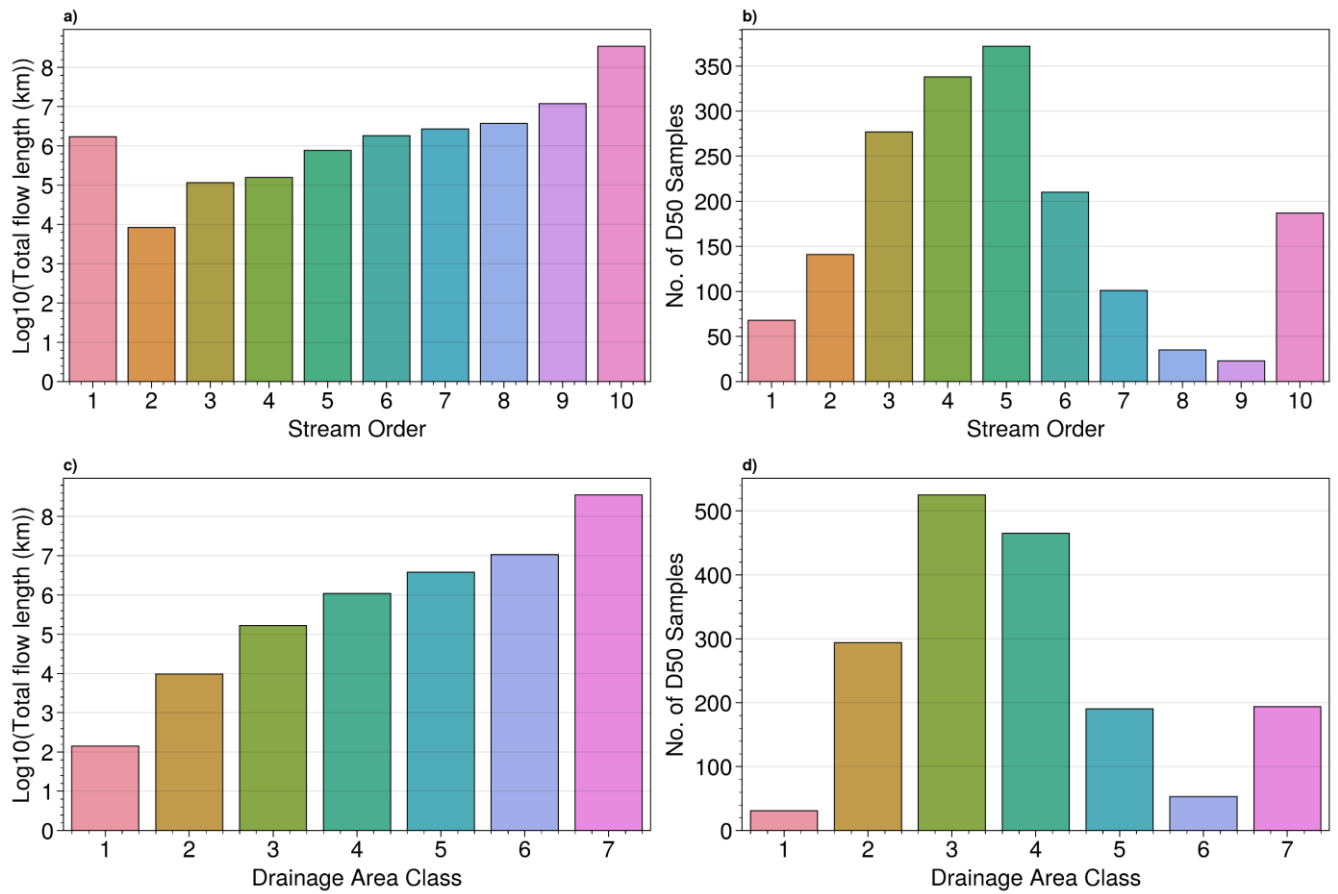 a)
Log10(Total flow length (km))
8
7
6
5
4
3
2
1
0
1 2 3 4 5 6 7 8 9 10
Stream Order
b)
No. of D50 Samples
350
300
250
200
150
100
50
0
1 2 3 4 5 6 7 8 9 10
Stream Order
c)
Log10(Total flow length (km))
8
7
6
5
4
3
2
1
0
1 2 3 4 5 6 7
Drainage Area Class
d)
No. of D50 Samples
500
400
300
200
100
0
1 2 3 4 5 6 7
Drainage Area Class